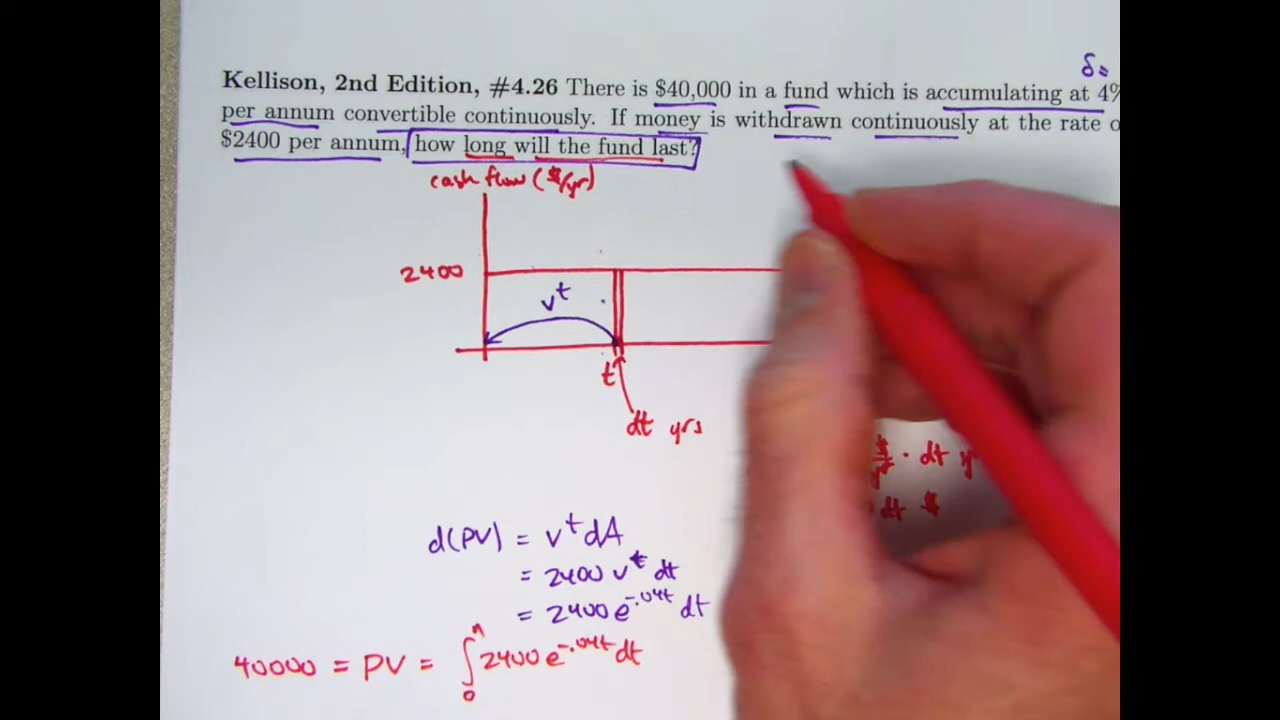 δ=
Kellison, 2nd Edition, #4.26 There is $40,000 in a fund which is accumulating at 4%
per annum convertible continuously. If money is withdrawn continuously at the rate o
$2400 per annum, how long will the fund last?
cash flow ($/yr)
2400
v^t
t
dt yrs
$/yr · dt y
dt $
d(PV) = v^t dA
= 2400 v^t dt
= 2400 e^-.04t dt
40000 = PV = ∫_0^n 2400 e^-.04t dt